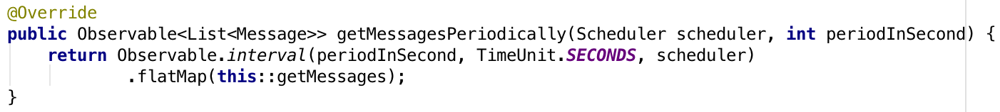 @Override
public Observable<List<Message>> getMessagesPeriodically(Scheduler scheduler, int periodInSecond) {
    return Observable.interval(periodInSecond, TimeUnit.SECONDS, scheduler)
            .flatMap(this::getMessages);
}